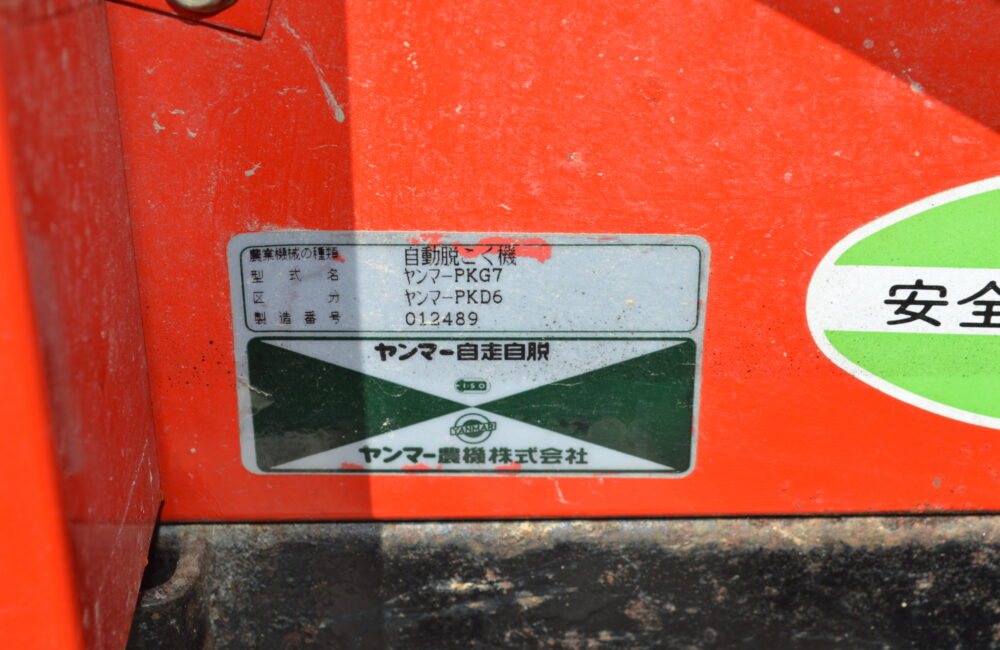 農業機械の種類 自動脱こく機
型式名 ヤンマーPKG7
区分 ヤンマーPKD6
製造番号 012489
ヤンマー自走自脱
ISO
YANMAR
ヤンマー農機株式会社
安全